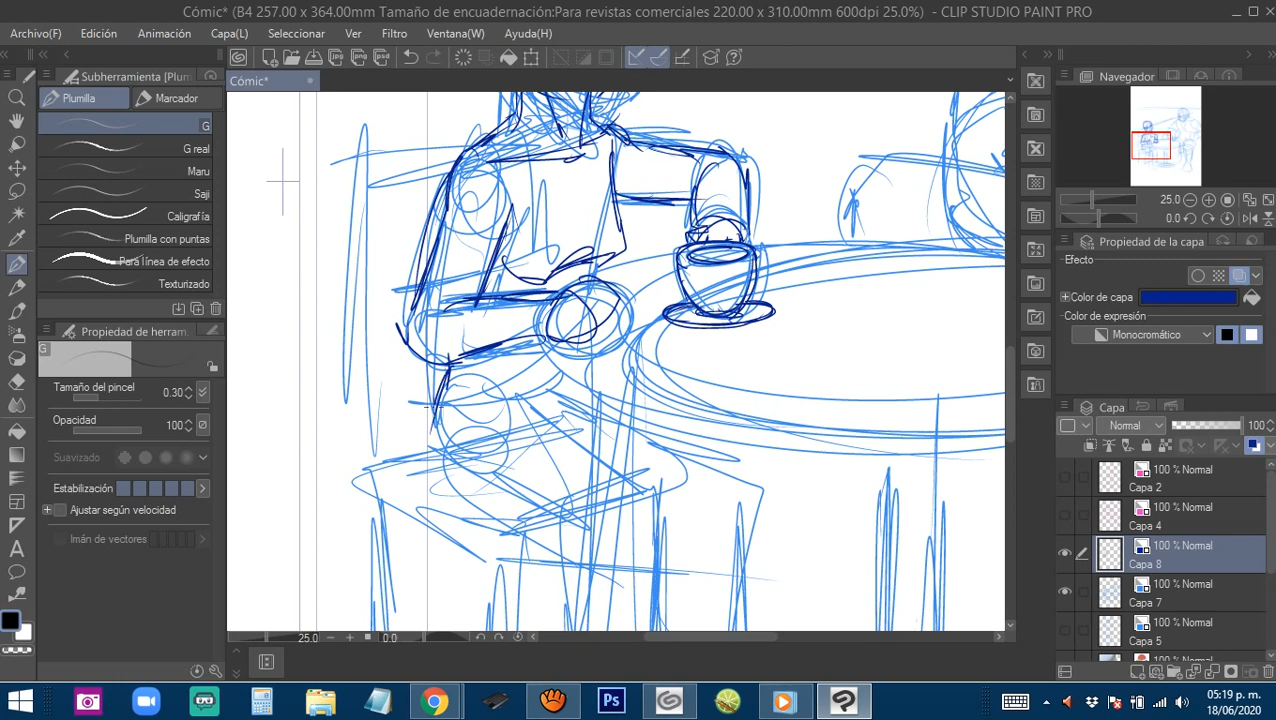 Cómic* (B4 257.00 x 364.00mm Tamaño de encuadernación:Para revistas comerciales 220.00 x 310.00mm 600dpi 25.0%) - CLIP STUDIO PAINT PRO
Archivo(F) Edición Animación Capa(L) Seleccionar Ver Filtro Ventana(W) Ayuda(H)
Subherramienta (Plum
Cómic*
Navegador
Plumilla Marcador
G
G real
Maru
Saji
Caligrafía
Plumilla con puntas
Para línea de efecto
Texturizado
Propiedad de herram
G
Tamaño del pincel 0.30
Opacidad 100
Suavizado
Estabilización
Ajustar según velocidad
Imán de vectores
25.0
0.0
Propiedad de la capa
Efecto
Color de capa
Color de expresión
Monocromático
Capa
Normal 100
100 % Normal
Capa 2
100 % Normal
Capa 4
100 % Normal
Capa 8
100 % Normal
Capa 7
100 % Normal
Capa 5
100 % Normal
25.0 0.0
Ps
05:19 p. m.
18/06/2020